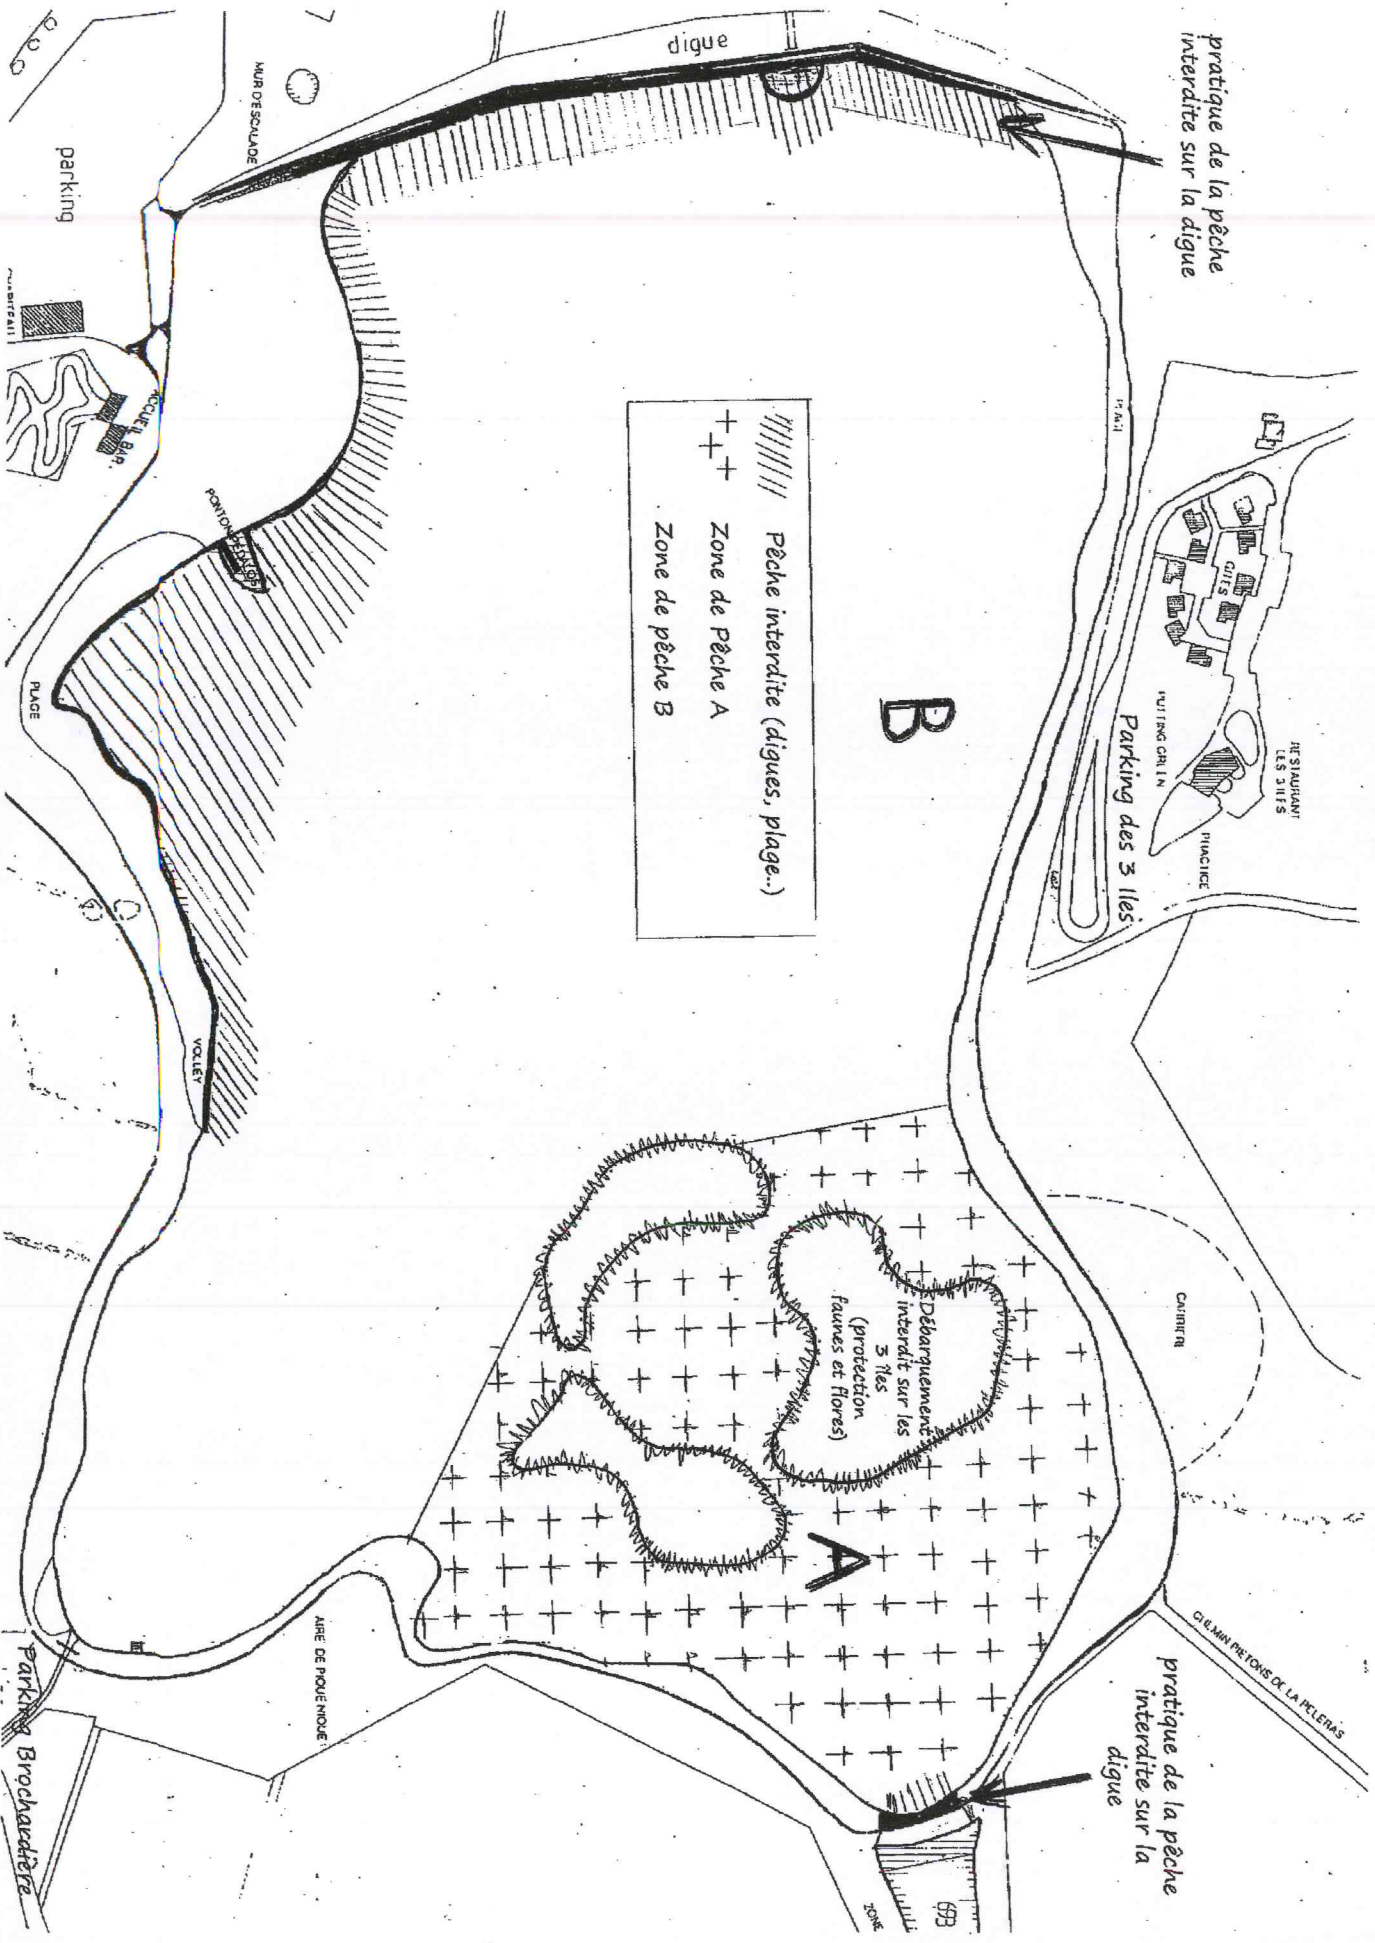 pratique de la pêche
interdite sur la digue
digue
MUR D'ESCALADE
parking
ACCUEIL BAR.
PONTON PEDALOS
PLAGE
VOLLEY
GITES
PUTTING GREEN
RESTAURANT
LES 3 ILES
PRACTICE
Parking des 3 Iles
B
Pêche interdite (digues, plage..)
Zone de Pêche A
Zone de pêche B
Débarquement
interdit sur les
3 îles
(protection
faunes et flores)
A
CHEMIN PIETONS DE LA PELERAS
pratique de la pêche
interdite sur la
digue
AIRE DE PIQUE NIQUE
Parking Brochardière
693
ZONE